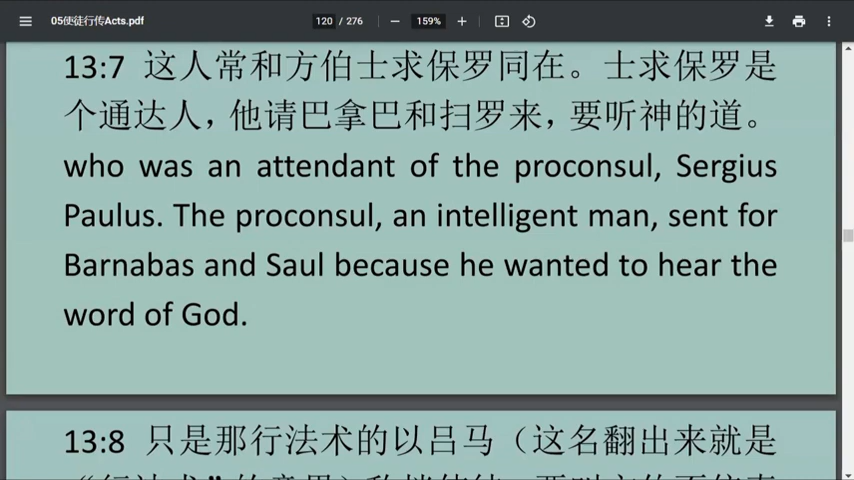 05使徒行传Acts.pdf
120 / 276
159%
13:7 这人常和方伯士求保罗同在。士求保罗是
个通达人，他请巴拿巴和扫罗来，要听神的道。
who was an attendant of the proconsul, Sergius
Paulus. The proconsul, an intelligent man, sent for
Barnabas and Saul because he wanted to hear the
word of God.
13:8 只是那行法术的以吕马（这名翻出来就是